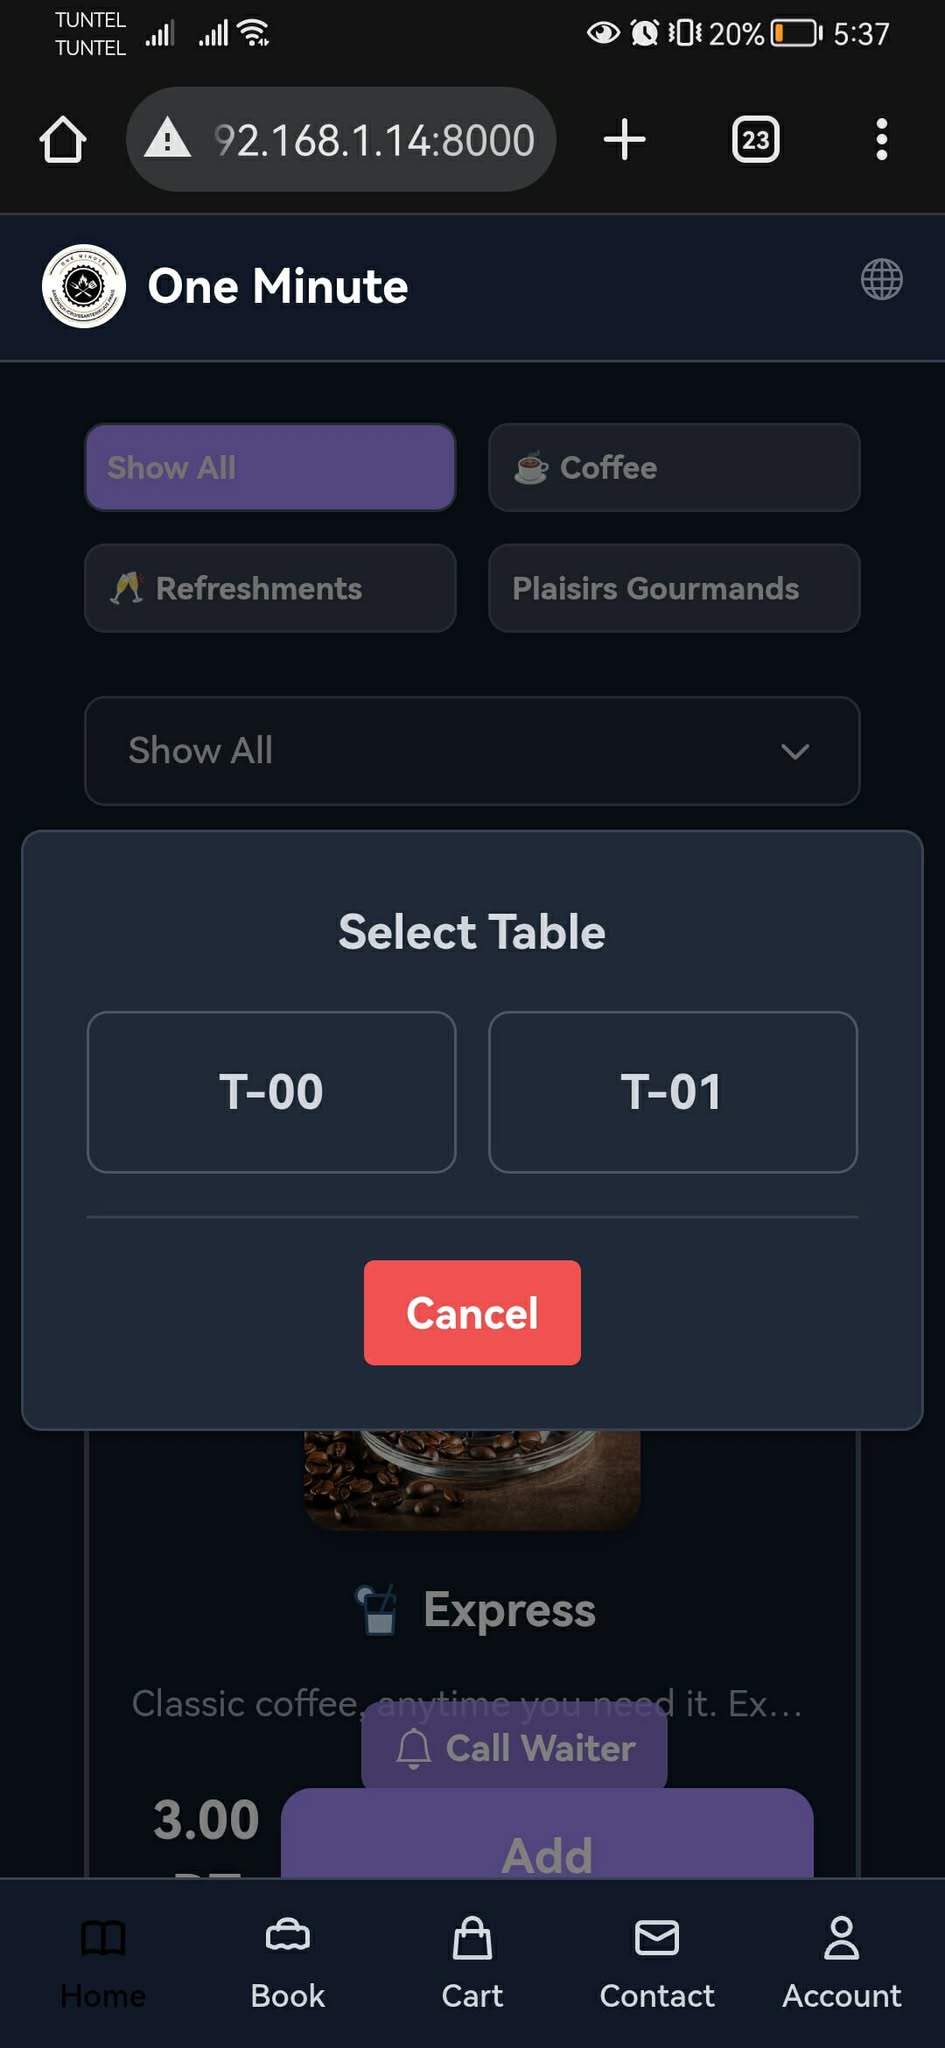 TUNTEL
TUNTEL
20% 5:37
92.168.1.14:8000
23
ONE MINUTE
One Minute
Show All
☕ Coffee
🥂 Refreshments
Plaisirs Gourmands
Show All
Select Table
T-00
T-01
Cancel
Express
Classic coffee, anytime you need it. Ex...
Call Waiter
3.00
Add
Home
Book
Cart
Contact
Account